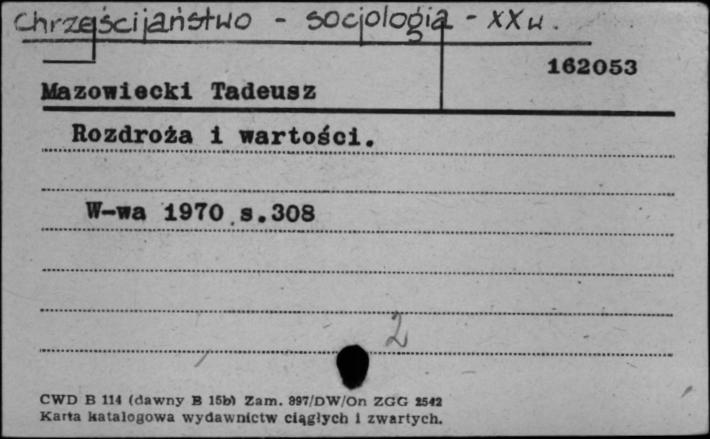 Chrześcijaństwo - socjologia - XX w.
162053
Mazowiecki Tadeusz
Rozdroża i wartości.
W-wa 1970 s.308
2
CWD B 114 (dawny B 15b) Zam. 897/DW/On ZGG 2542
Karta katalogowa wydawnictw ciągłych i zwartych.